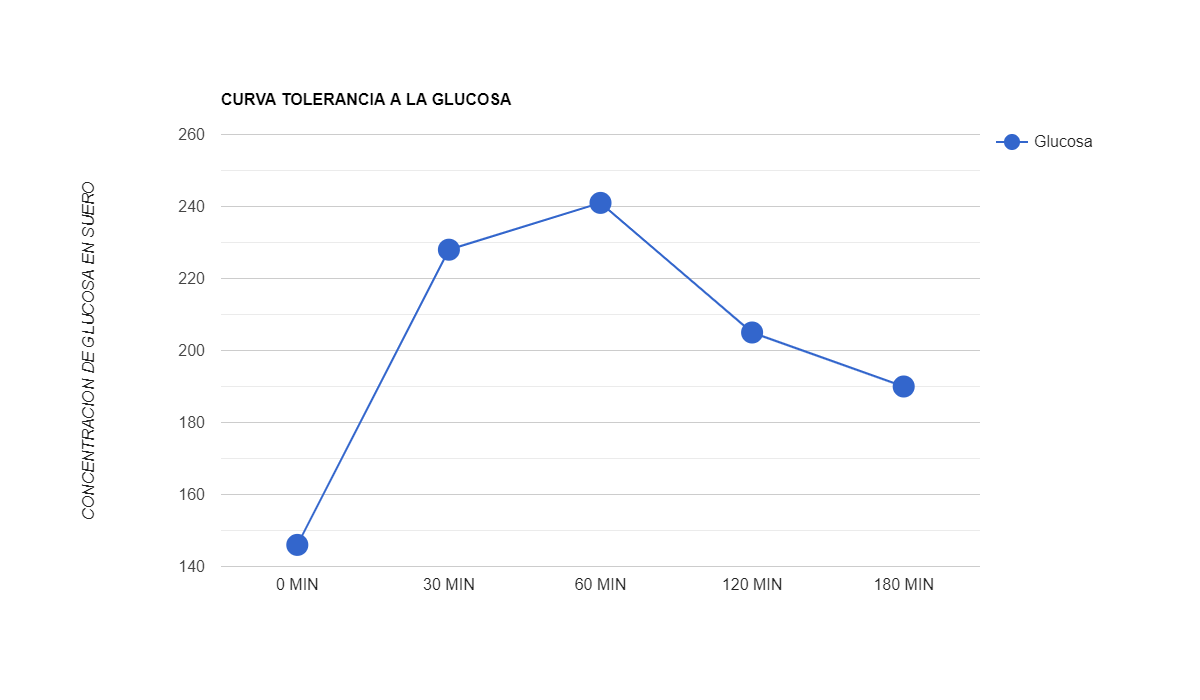 CURVA TOLERANCIA A LA GLUCOSA
CONCENTRACION DE GLUCOSA EN SUERO
260
240
220
200
180
160
140
0 MIN
30 MIN
60 MIN
120 MIN
180 MIN
Glucosa